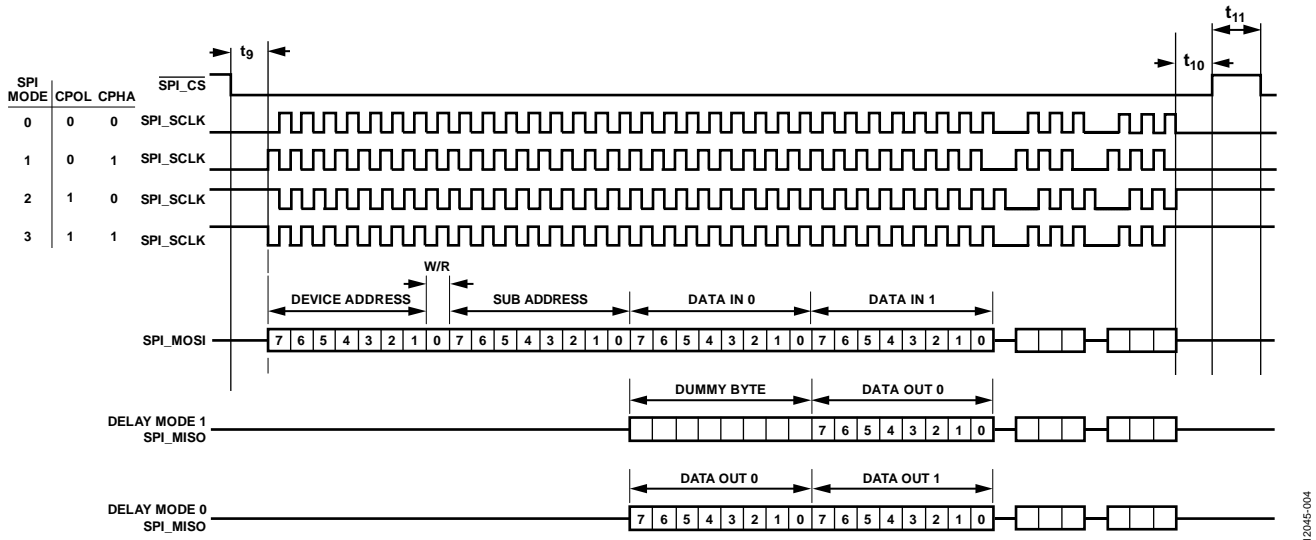 t11
t9
t10
SPI_CS
SPI MODE CPOL CPHA
0 0 0 SPI_SCLK
1 0 1 SPI_SCLK
2 1 0 SPI_SCLK
3 1 1 SPI_SCLK
W/R
DEVICE ADDRESS SUB ADDRESS DATA IN 0 DATA IN 1
SPI_MOSI 7 6 5 4 3 2 1 0 7 6 5 4 3 2 1 0 7 6 5 4 3 2 1 0 7 6 5 4 3 2 1 0
DUMMY BYTE DATA OUT 0
DELAY MODE 1
SPI_MISO
7 6 5 4 3 2 1 0
DATA OUT 0 DATA OUT 1
DELAY MODE 0
SPI_MISO
7 6 5 4 3 2 1 0 7 6 5 4 3 2 1 0
12045-004